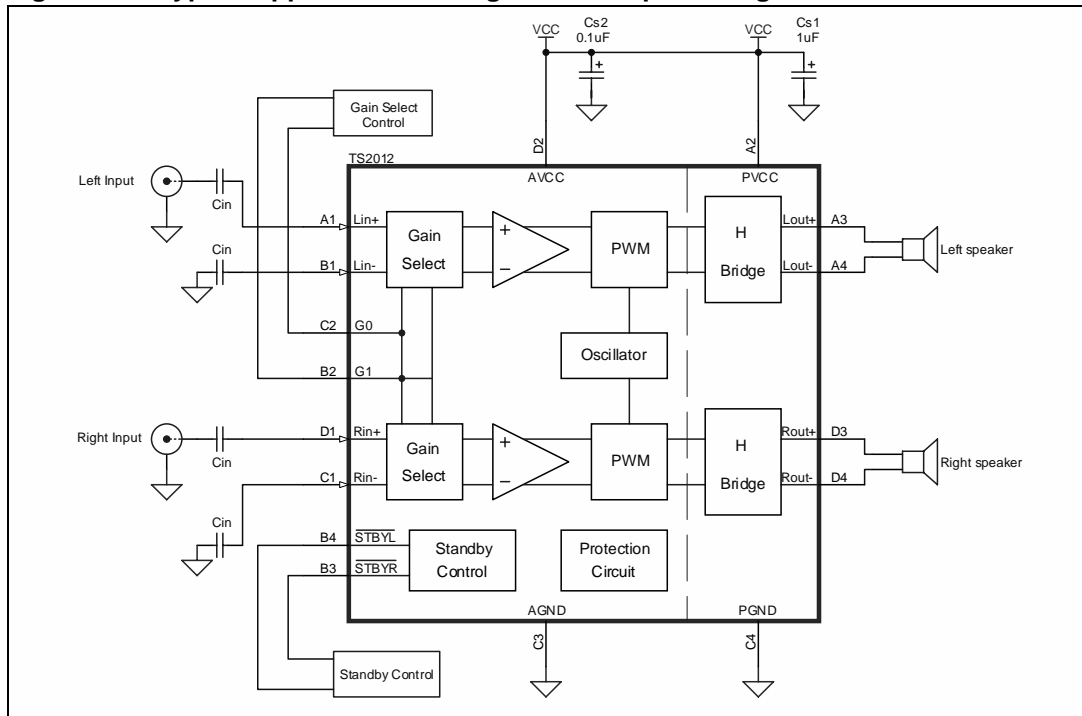 VCC
Cs2
0.1uF
VCC
Cs1
1uF
Gain Select
Control
D2
A2
TS2012
AVCC
PVCC
Left Input
Cin
A1
Lin+
Gain
Select
+
−
PWM
H
Bridge
Lout+
A3
Cin
B1
Lin-
Lout-
A4
Left speaker
C2
G0
Oscillator
B2
G1
Right Input
Cin
D1
Rin+
Gain
Select
+
−
PWM
H
Bridge
Rout+
D3
C1
Rin-
Rout-
D4
Right speaker
Cin
B4
STBYL
Standby
Control
Protection
Circuit
B3
STBYR
AGND
PGND
C3
C4
Standby Control